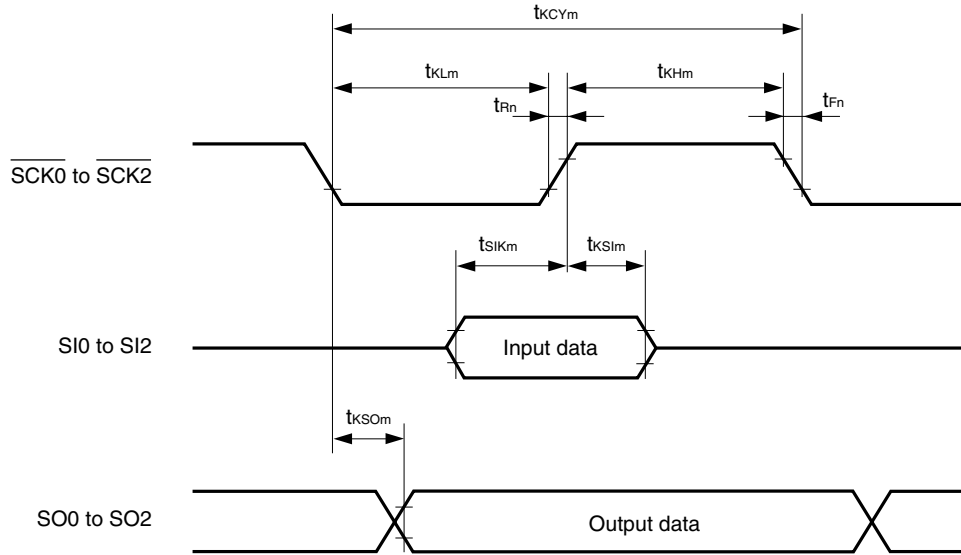 tKCYm
tKLm
tKHm
tRn
tFn
SCK0 to SCK2
tSIKm
tKSIm
SI0 to SI2
Input data
tKSOm
SO0 to SO2
Output data